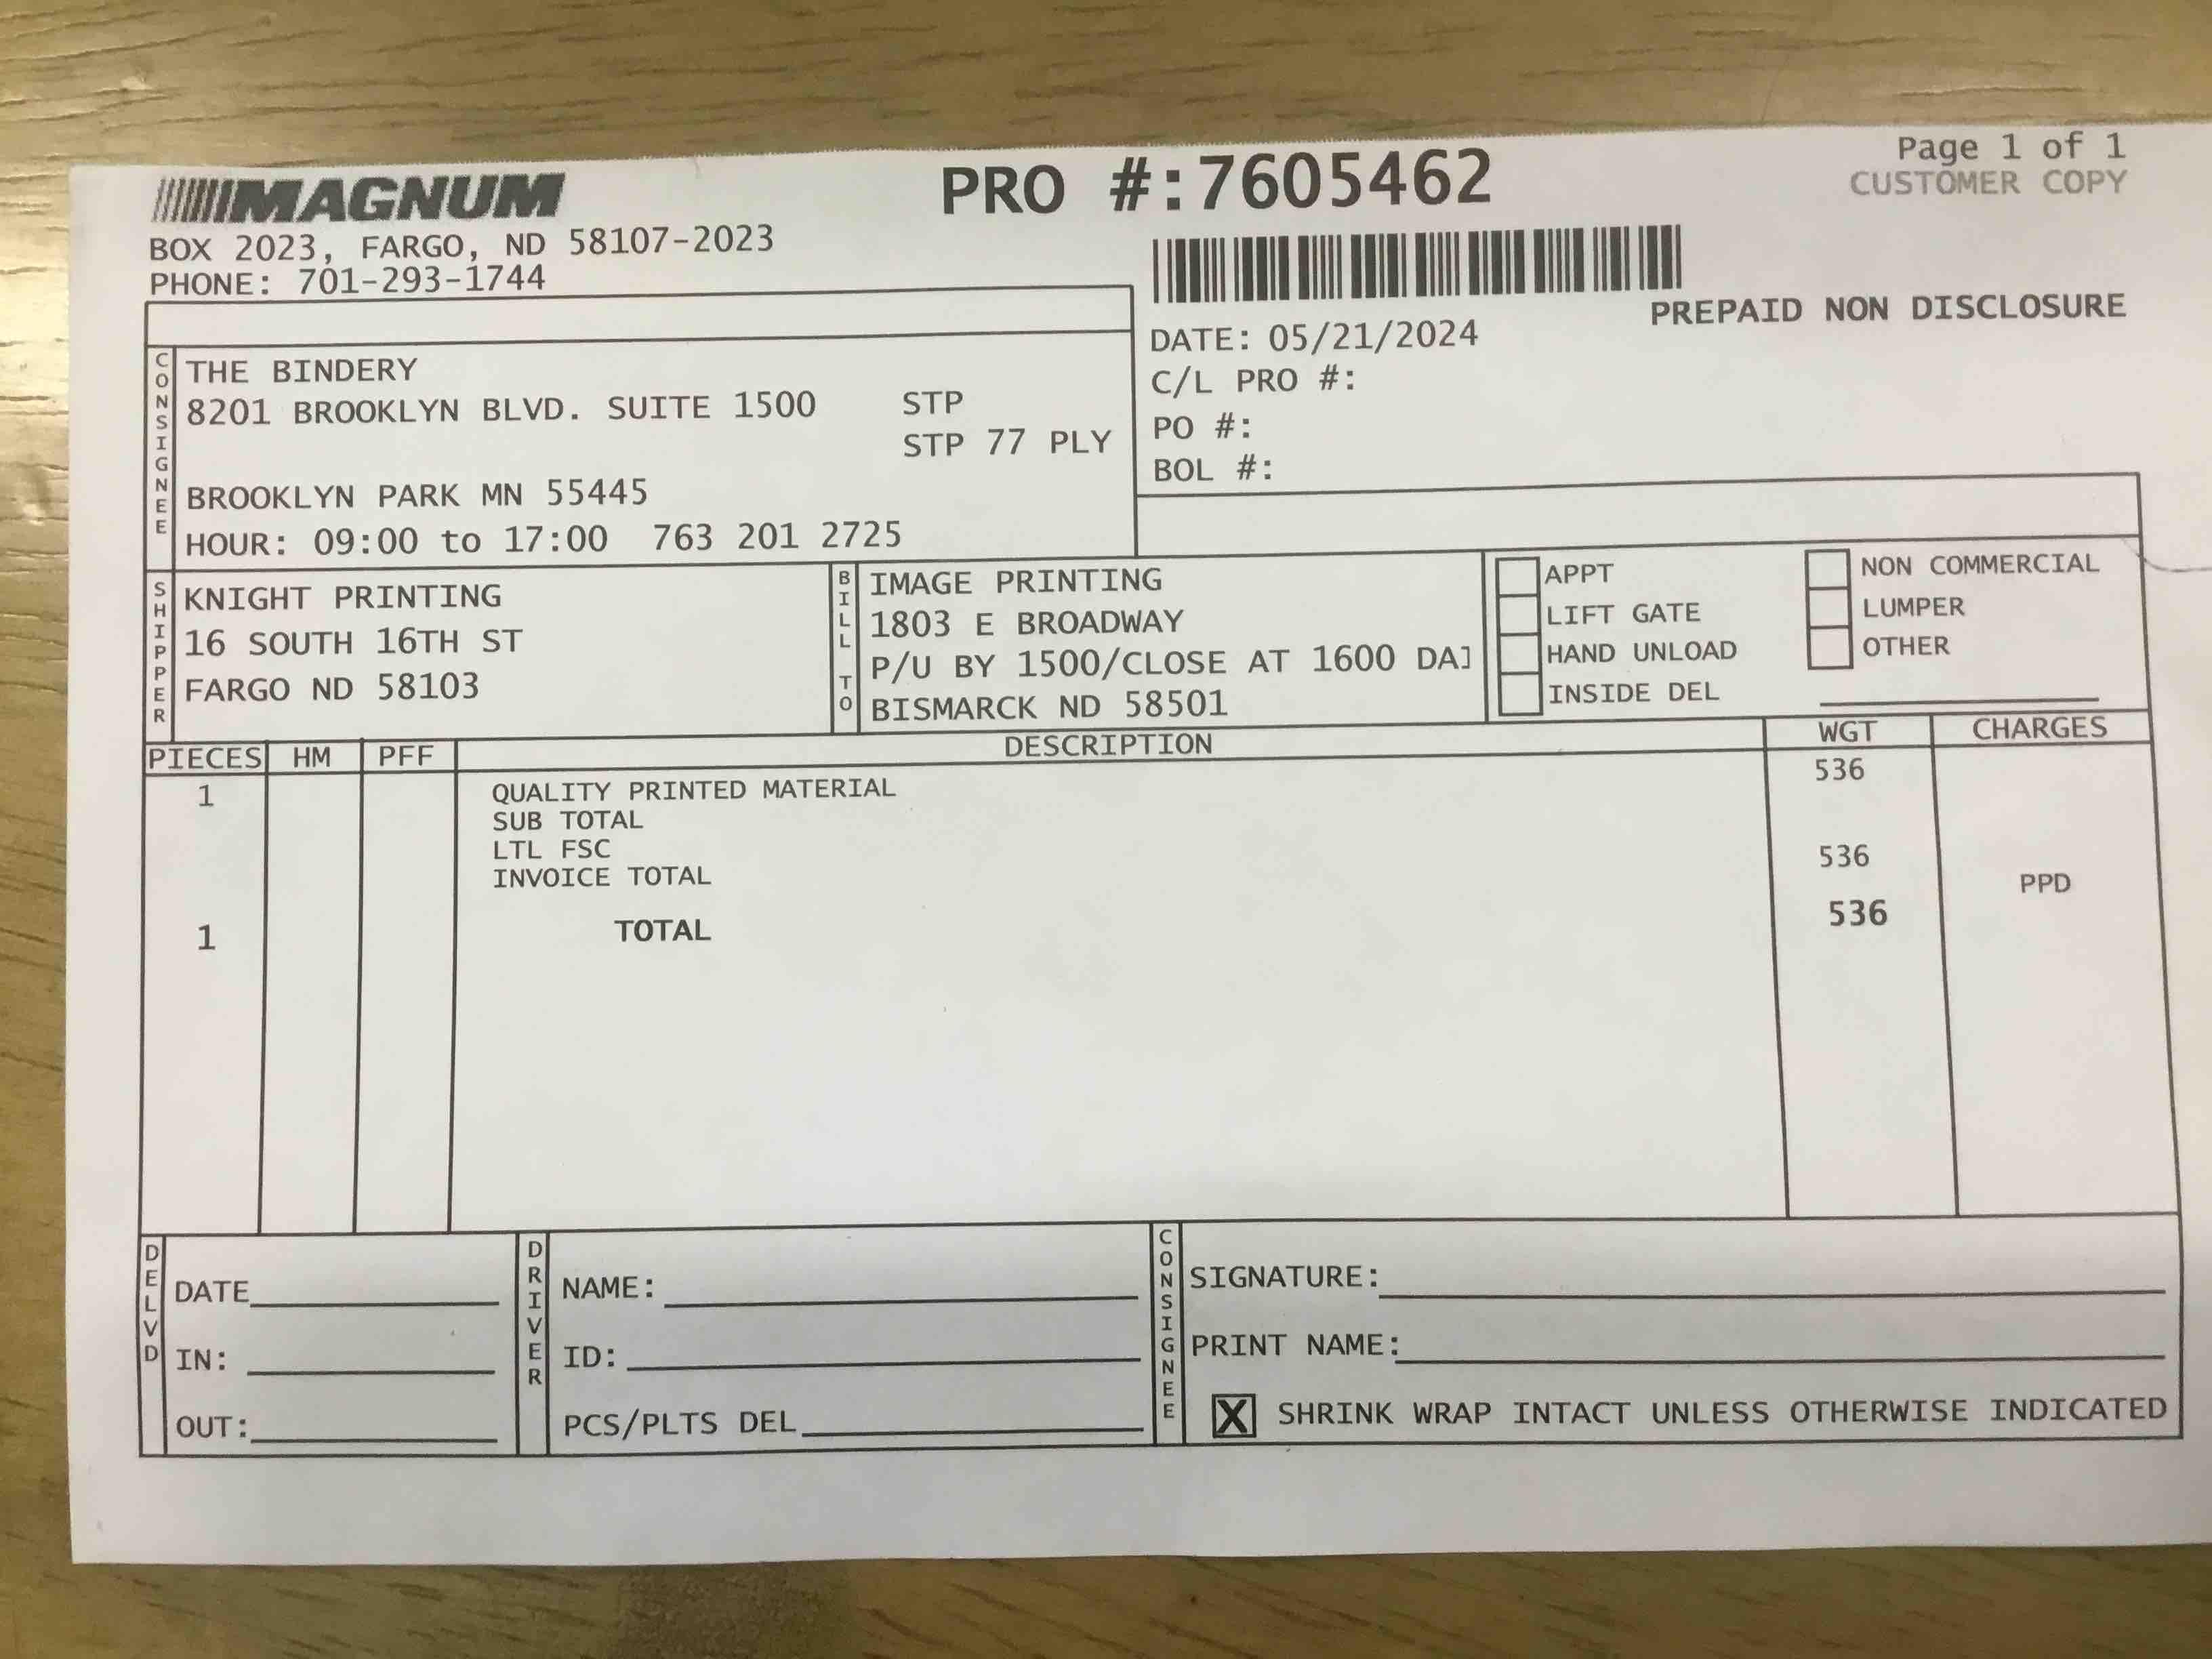 MAGNUM
BOX 2023, FARGO, ND 58107-2023
PHONE: 701-293-1744
PRO #:7605462
Page 1 of 1
CUSTOMER COPY
PREPAID NON DISCLOSURE
DATE: 05/21/2024
C/L PRO #:
PO #:
BOL #:
CONSIGNEE
THE BINDERY
8201 BROOKLYN BLVD. SUITE 1500 STP
STP 77 PLY
BROOKLYN PARK MN 55445
HOUR: 09:00 to 17:00 763 201 2725
SHIPPER
KNIGHT PRINTING
16 SOUTH 16TH ST
FARGO ND 58103
BILL TO
IMAGE PRINTING
1803 E BROADWAY
P/U BY 1500/CLOSE AT 1600
BISMARCK ND 58501
APPT
LIFT GATE
HAND UNLOAD
INSIDE DEL
NON COMMERCIAL
LUMPER
OTHER
PIECES HM PFF DESCRIPTION WGT CHARGES
1 QUALITY PRINTED MATERIAL 536
SUB TOTAL
LTL FSC 536
INVOICE TOTAL PPD
1 TOTAL 536
DELVD
DATE
IN:
OUT:
DRIVER
NAME:
ID:
PCS/PLTS DEL
CONSIGNEE
SIGNATURE:
PRINT NAME:
X SHRINK WRAP INTACT UNLESS OTHERWISE INDICATED